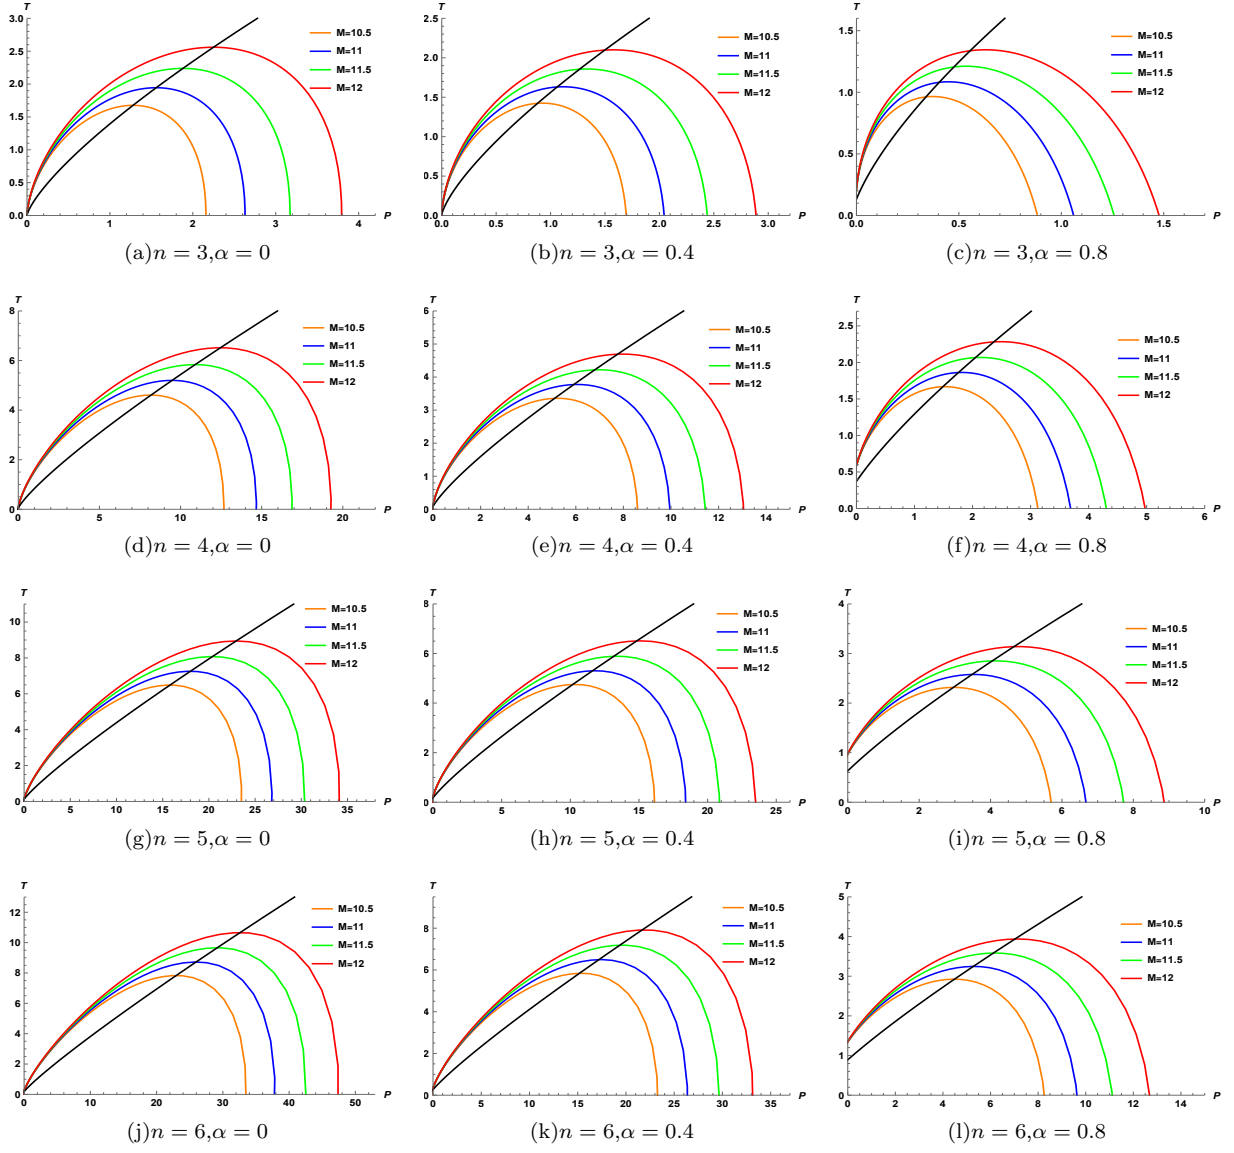 T
3.0
2.5
2.0
1.5
1.0
0.5
0.0
0 1 2 3 4 P
M=10.5
M=11
M=11.5
M=12
(a)n = 3,α = 0
T
2.5
2.0
1.5
1.0
0.5
0.0
0.0 0.5 1.0 1.5 2.0 2.5 3.0 P
M=10.5
M=11
M=11.5
M=12
(b)n = 3,α = 0.4
T
1.5
1.0
0.5
0.0
0.0 0.5 1.0 1.5 P
M=10.5
M=11
M=11.5
M=12
(c)n = 3,α = 0.8
T
8
6
4
2
0
0 5 10 15 20 P
M=10.5
M=11
M=11.5
M=12
(d)n = 4,α = 0
T
6
5
4
3
2
1
0
0 2 4 6 8 10 12 14 P
M=10.5
M=11
M=11.5
M=12
(e)n = 4,α = 0.4
T
2.5
2.0
1.5
1.0
0.5
0.0
0 1 2 3 4 5 6 P
M=10.5
M=11
M=11.5
M=12
(f)n = 4,α = 0.8
T
10
8
6
4
2
0
0 5 10 15 20 25 30 35 P
M=10.5
M=11
M=11.5
M=12
(g)n = 5,α = 0
T
8
6
4
2
0
0 5 10 15 20 25 P
M=10.5
M=11
M=11.5
M=12
(h)n = 5,α = 0.4
T
4
3
2
1
0
0 2 4 6 8 10 P
M=10.5
M=11
M=11.5
M=12
(i)n = 5,α = 0.8
T
12
10
8
6
4
2
0
0 10 20 30 40 50 P
M=10.5
M=11
M=11.5
M=12
(j)n = 6,α = 0
T
8
6
4
2
0
0 5 10 15 20 25 30 35 P
M=10.5
M=11
M=11.5
M=12
(k)n = 6,α = 0.4
T
5
4
3
2
1
0
0 2 4 6 8 10 12 14 P
M=10.5
M=11
M=11.5
M=12
(l)n = 6,α = 0.8